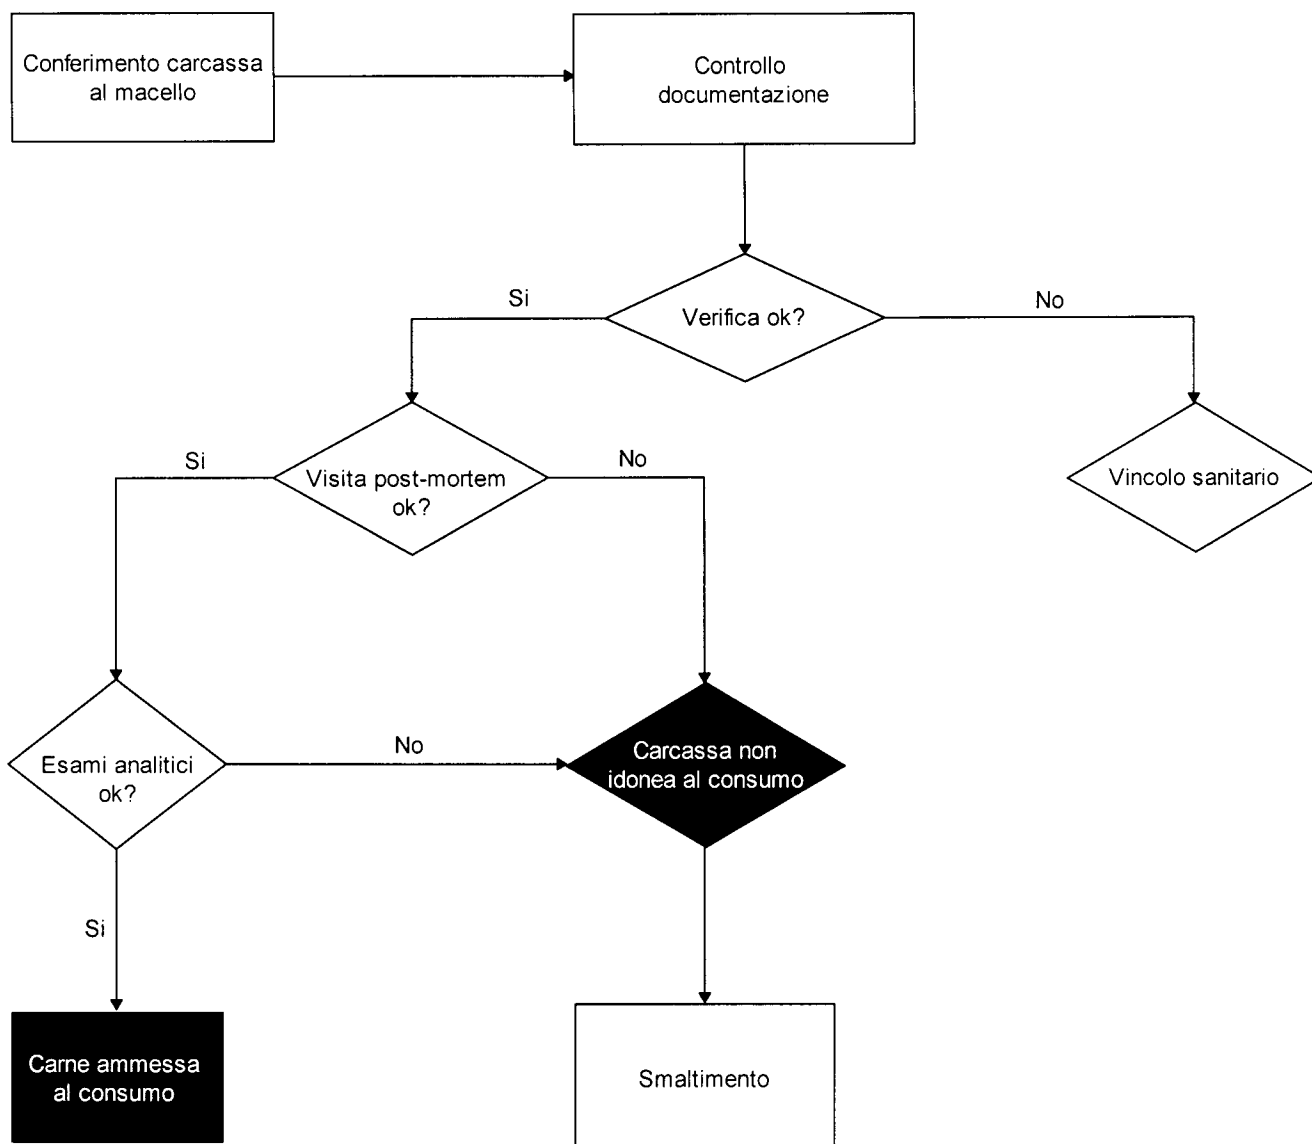 Conferimento carcassa
al macello
Controllo
documentazione
Si
Verifica ok?
No
Si
Visita post-mortem
ok?
No
Vincolo sanitario
Esami analitici
ok?
No
Carcassa non
idonea al consumo
Si
Carne ammessa
al consumo
Smaltimento